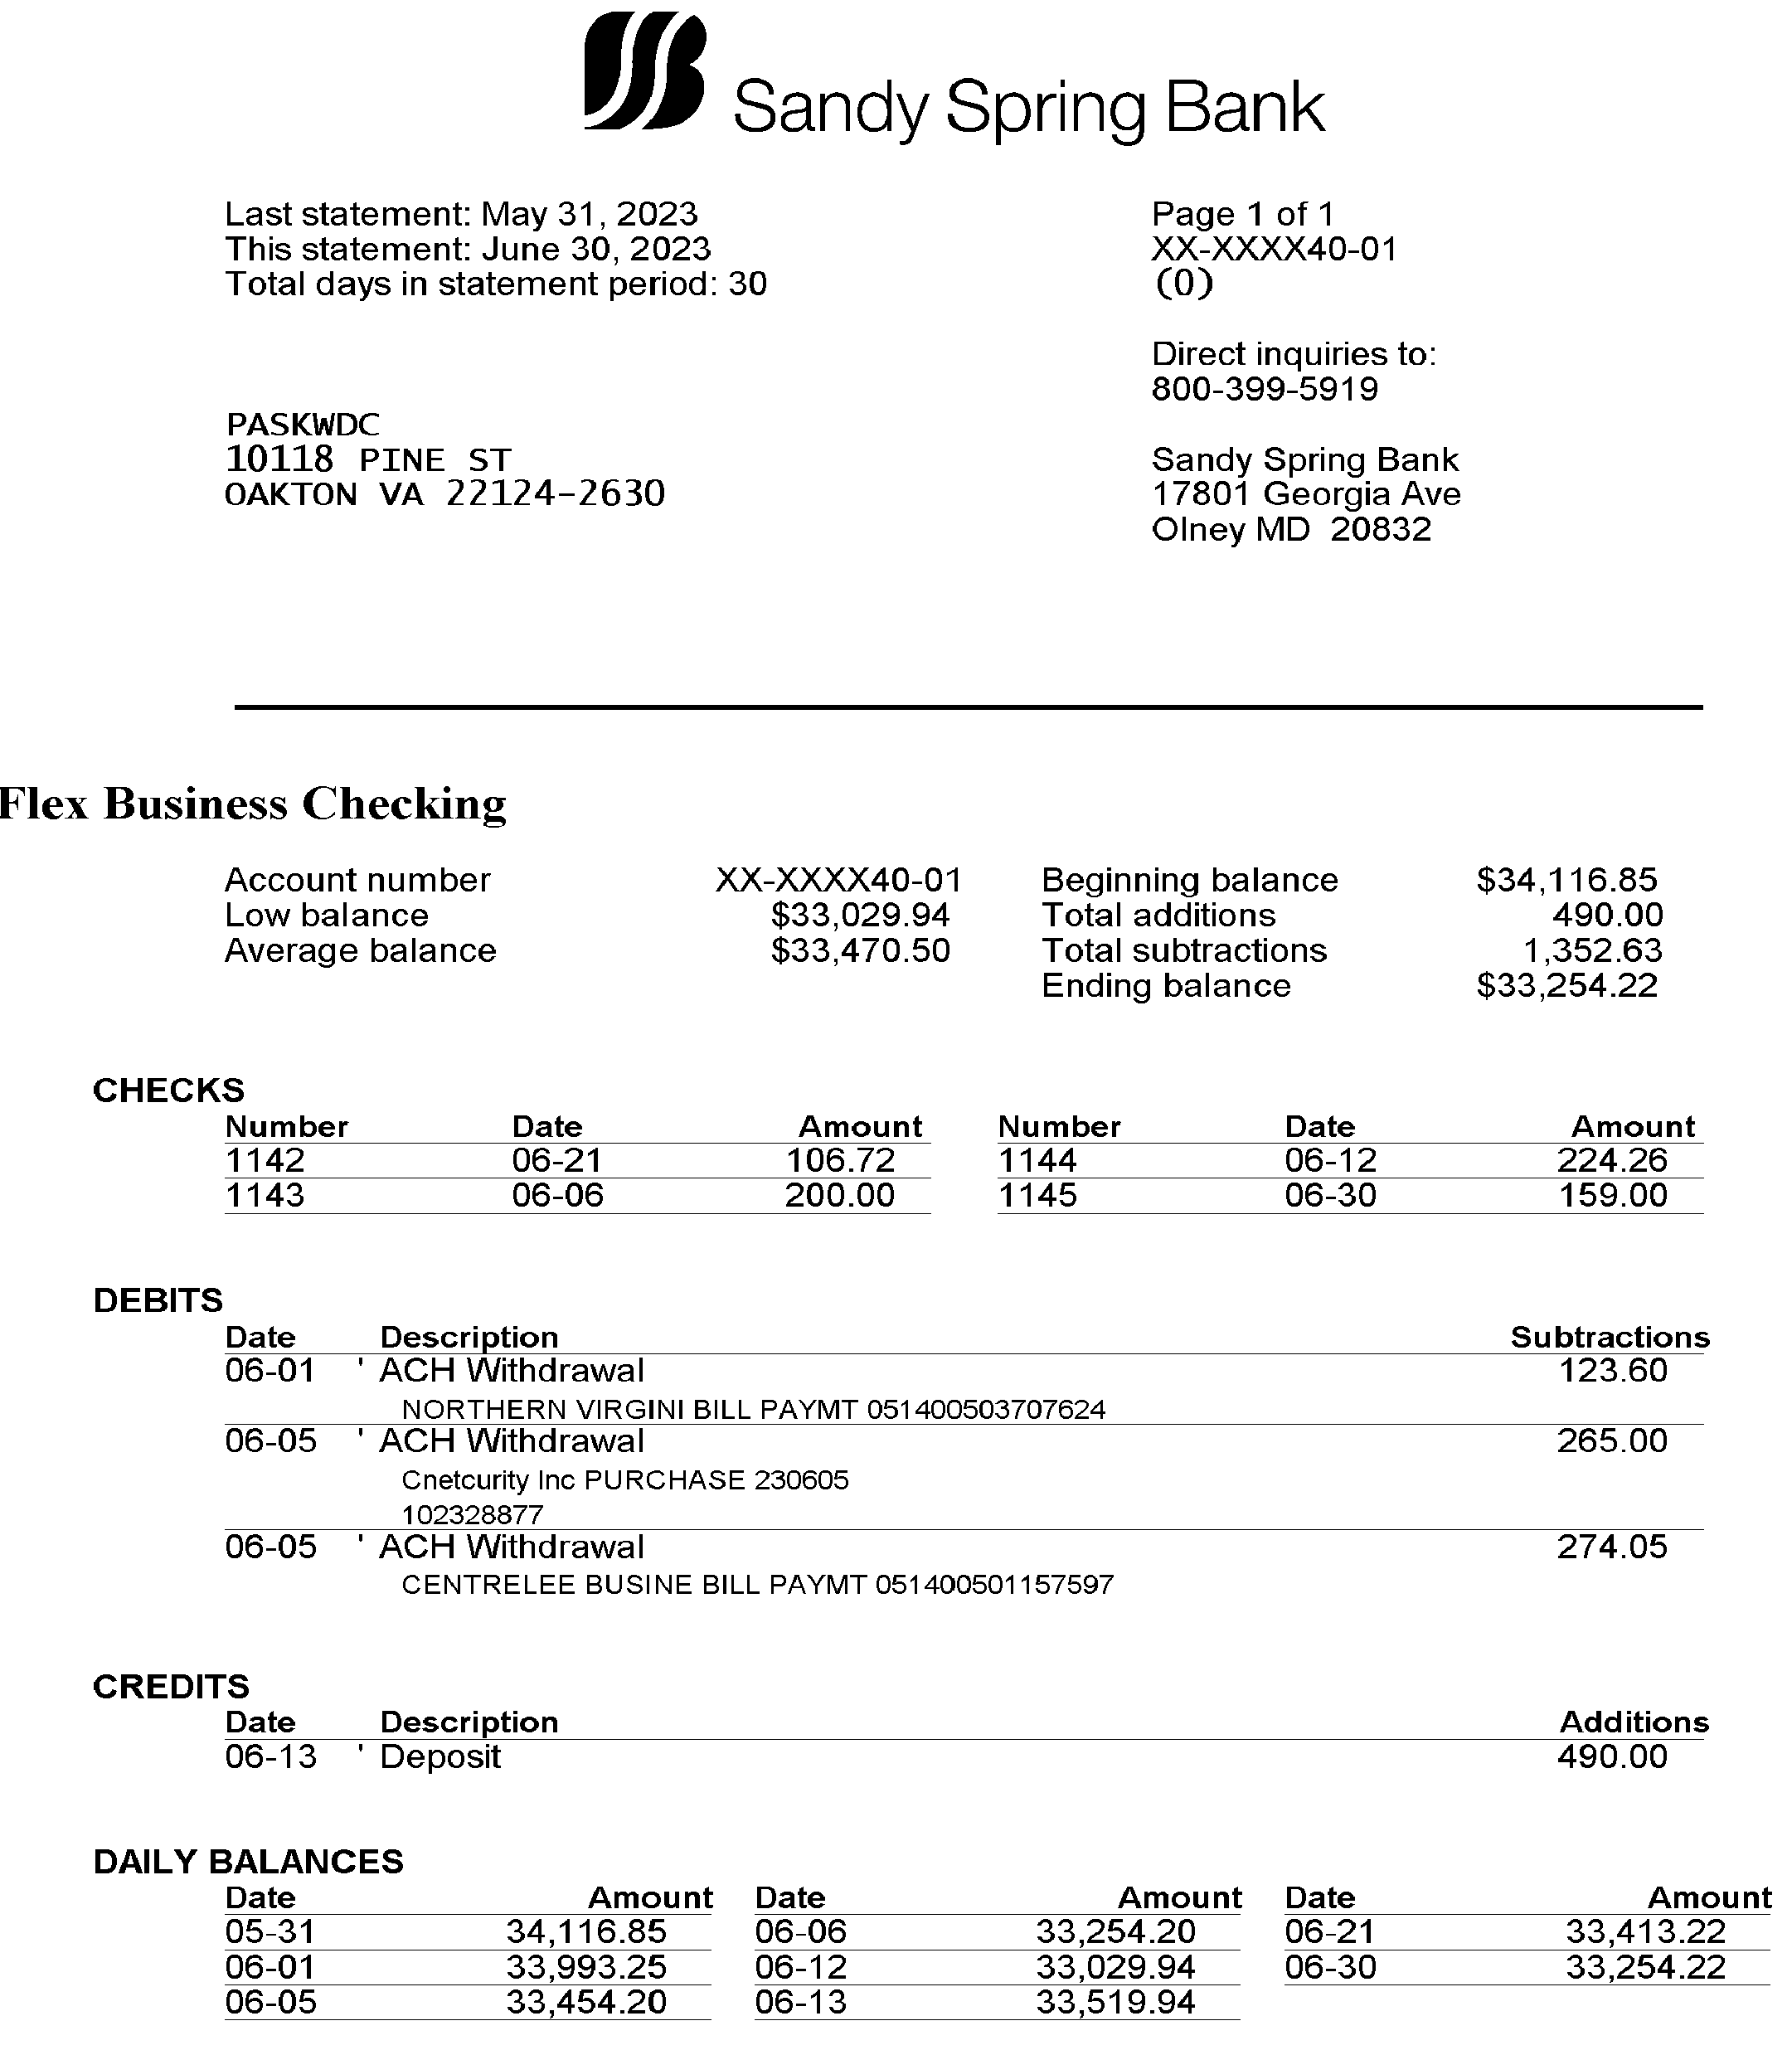 Sandy Spring Bank
Last statement: May 31, 2023
This statement: June 30, 2023
Total days in statement period: 30
Page 1 of 1
XX-XXXX40-01
(0)
Direct inquiries to:
800-399-5919
PASKWDC
10118 PINE ST
OAKTON VA 22124-2630
Sandy Spring Bank
17801 Georgia Ave
Olney MD 20832
Flex Business Checking
Account number XX-XXXX40-01 Beginning balance $34,116.85
Low balance $33,029.94 Total additions 490.00
Average balance $33,470.50 Total subtractions 1,352.63
Ending balance $33,254.22
CHECKS
Number Date Amount Number Date Amount
1142 06-21 106.72 1144 06-12 224.26
1143 06-06 200.00 1145 06-30 159.00
DEBITS
Date Description Subtractions
06-01 ' ACH Withdrawal 123.60
NORTHERN VIRGINI BILL PAYMT 051400503707624
06-05 ' ACH Withdrawal 265.00
Cnetcurity Inc PURCHASE 230605
102328877
06-05 ' ACH Withdrawal 274.05
CENTRELEE BUSINE BILL PAYMT 051400501157597
CREDITS
Date Description Additions
06-13 ' Deposit 490.00
DAILY BALANCES
Date Amount Date Amount Date Amount
05-31 34,116.85 06-06 33,254.20 06-21 33,413.22
06-01 33,993.25 06-12 33,029.94 06-30 33,254.22
06-05 33,454.20 06-13 33,519.94